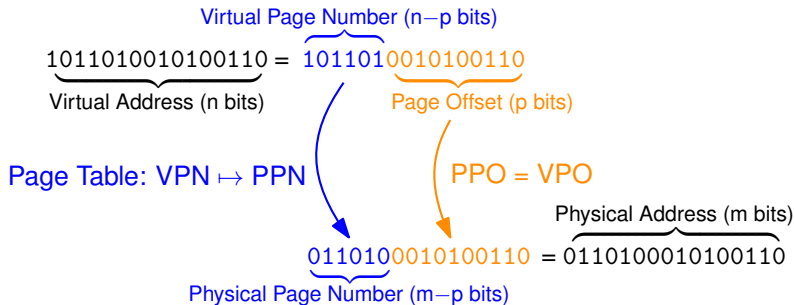 Virtual Page Number (n−p bits)
1011010010100110 = 1011010010100110
Virtual Address (n bits) Page Offset (p bits)
Page Table: VPN ↦ PPN PPO = VPO
Physical Address (m bits)
0110100010100110 = 0110100010100110
Physical Page Number (m−p bits)